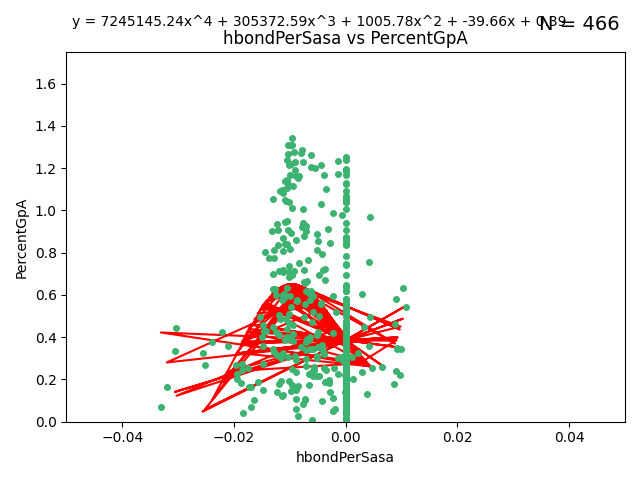 y = 7245145.24x^4 + 305372.59x^3 + 1005.78x^2 + -39.66x + 0.39
N = 466
hbondPerSasa vs PercentGpA
1.6
1.4
1.2
1.0
0.8
0.6
0.4
0.2
0.0
PercentGpA
−0.04 −0.02 0.00 0.02 0.04
hbondPerSasa